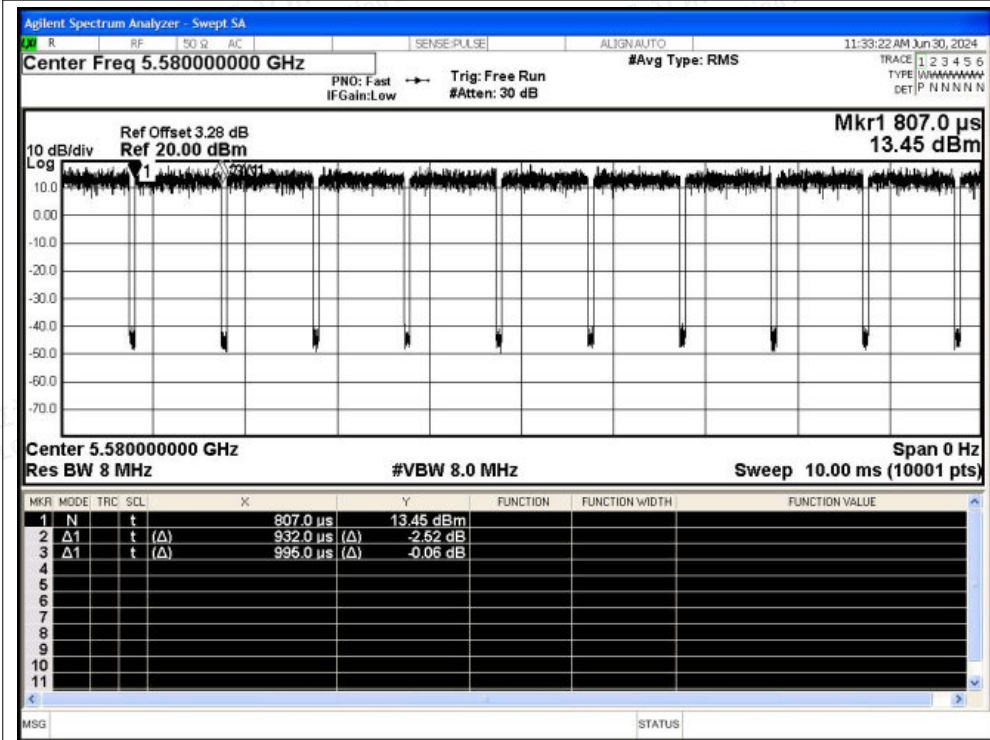 Agilent Spectrum Analyzer - Swept SA
LXI R RF 50 Ω AC SENSE:PULSE ALIGN AUTO 11:33:22 AM Jun 30, 2024
Center Freq 5.580000000 GHz #Avg Type: RMS TRACE 1 2 3 4 5 6
PNO: Fast Trig: Free Run TYPE
IFGain:Low #Atten: 30 dB DET P N N N N N
Mkr1 807.0 µs
Ref Offset 3.28 dB
10 dB/div Ref 20.00 dBm 13.45 dBm
Log
1
10.0
0.00
-10.0
-20.0
-30.0
-40.0
-50.0
-60.0
-70.0
Center 5.580000000 GHz Span 0 Hz
Res BW 8 MHz #VBW 8.0 MHz Sweep 10.00 ms (10001 pts)
MKR MODE TRC SCL X Y FUNCTION FUNCTION WIDTH FUNCTION VALUE
1 N t 807.0 µs 13.45 dBm
2 Δ1 t (Δ) 932.0 µs (Δ) -2.52 dB
3 Δ1 t (Δ) 995.0 µs (Δ) -0.06 dB
4
5
6
7
8
9
10
11
MSG STATUS